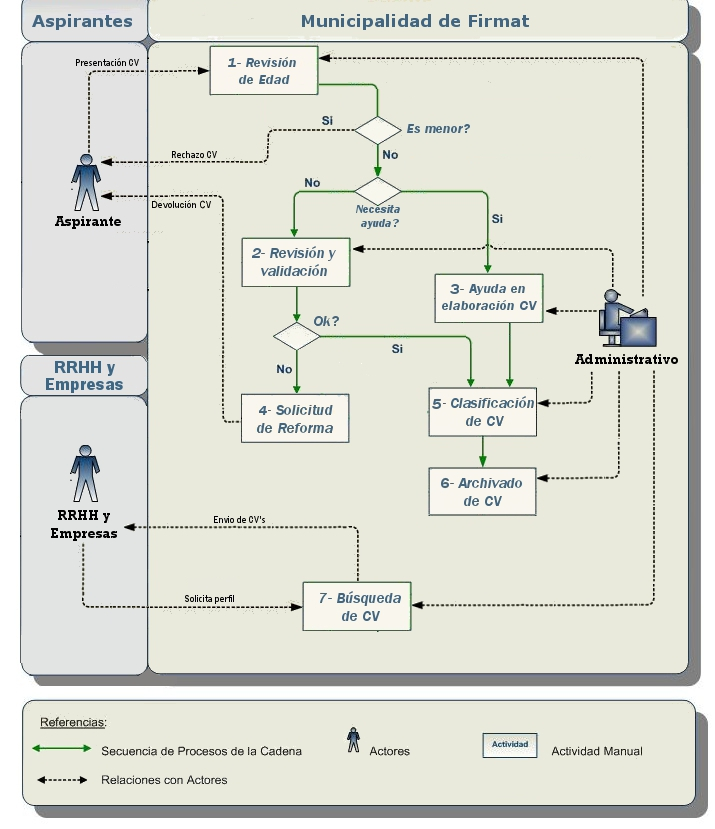 Aspirantes
Municipalidad de Firmat
Presentación CV
1- Revisión
de Edad
Si
Es menor?
Rechazo CV
No
No
Necesita
ayuda?
Devolución CV
Aspirante
Si
2- Revisión y
validación
3- Ayuda en
elaboración CV
Ok?
Si
Administrativo
RRHH y
Empresas
No
4- Solicitud
de Reforma
5- Clasificación
de CV
6- Archivado
de CV
RRHH y
Empresas
Envio de CV's
Solicita perfil
7- Búsqueda
de CV
Referencias:
Secuencia de Procesos de la Cadena
Actores
Actividad
Actividad Manual
Relaciones con Actores